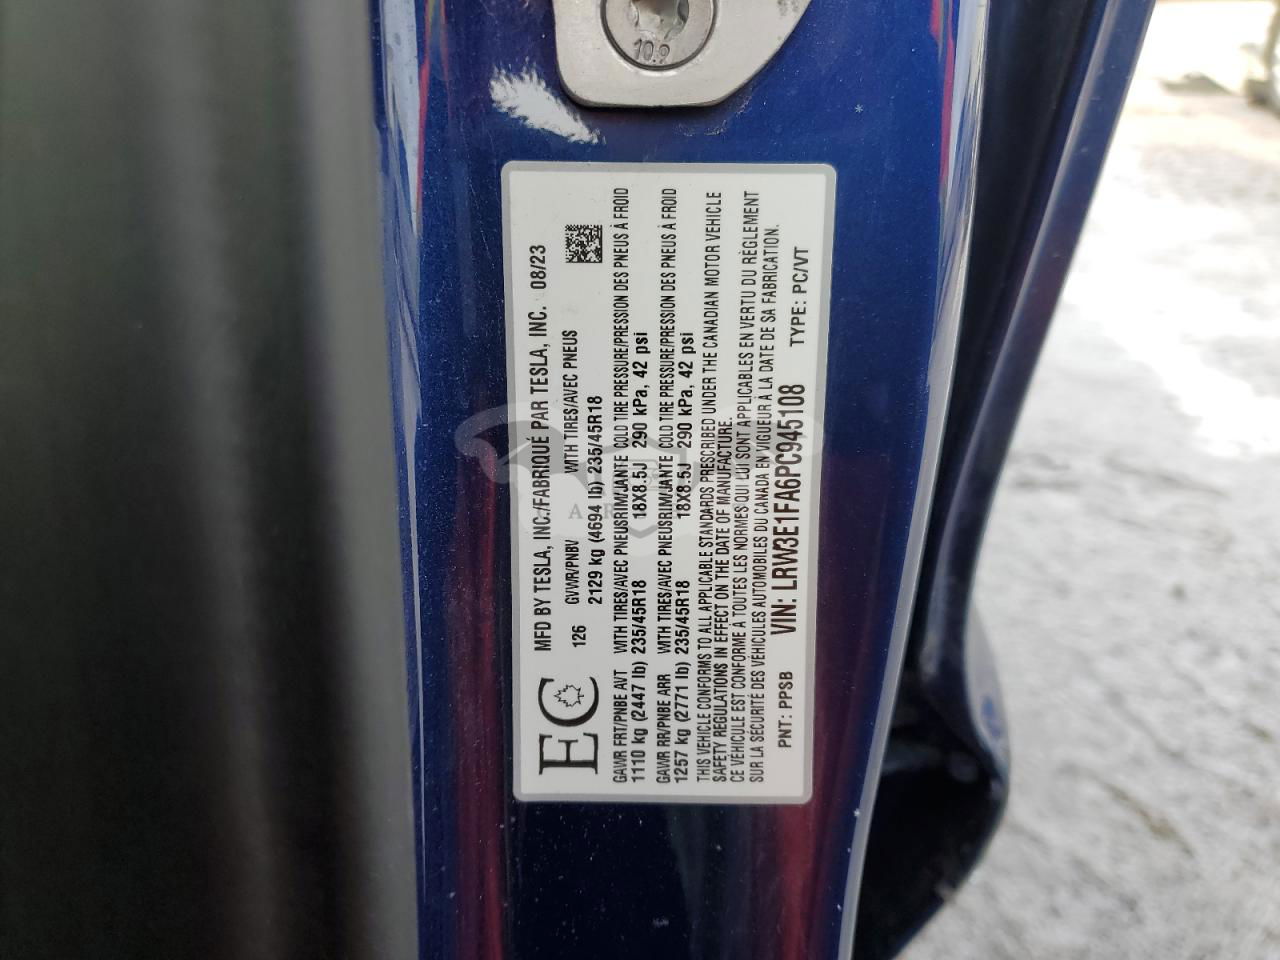 10.9
MFD BY TESLA, INC./FABRIQUÉ PAR TESLA, INC. 08/23
EC 126 GVWR/PNBV WITH TIRES/AVEC PNEUS
2129 kg (4694 lb) 235/45R18
GAWR FRT/PNBE AVT WITH TIRES/AVEC PNEUS RIM/JANTE COLD TIRE PRESSURE/PRESSION DES PNEUS À FROID
1110 kg (2447 lb) 235/45R18 18X8.5J 290 kPa, 42 psi
GAWR RR/PNBE ARR WITH TIRES/AVEC PNEUS RIM/JANTE COLD TIRE PRESSURE/PRESSION DES PNEUS À FROID
1257 kg (2771 lb) 235/45R18 18X8.5J 290 kPa, 42 psi
THIS VEHICLE CONFORMS TO ALL APPLICABLE STANDARDS PRESCRIBED UNDER THE CANADIAN MOTOR VEHICLE
SAFETY REGULATIONS IN EFFECT ON THE DATE OF MANUFACTURE.
CE VÉHICULE EST CONFORME À TOUTES LES NORMES QUI LUI SONT APPLICABLES EN VERTU DU RÈGLEMENT
SUR LA SÉCURITÉ DES VÉHICULES AUTOMOBILES DU CANADA EN VIGUEUR À LA DATE DE SA FABRICATION.
PNT: PPSB VIN: LRW3E1FA6PC945108 TYPE: PC/VT